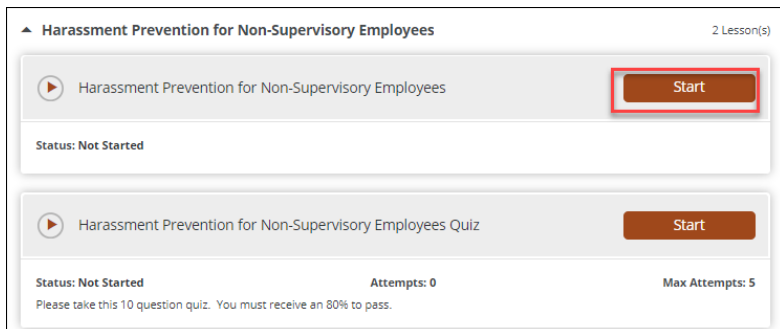 Harassment Prevention for Non-Supervisory Employees 2 Lesson(s)
Harassment Prevention for Non-Supervisory Employees Start
Status: Not Started
Harassment Prevention for Non-Supervisory Employees Quiz Start
Status: Not Started Attempts: 0 Max Attempts: 5
Please take this 10 question quiz. You must receive an 80% to pass.